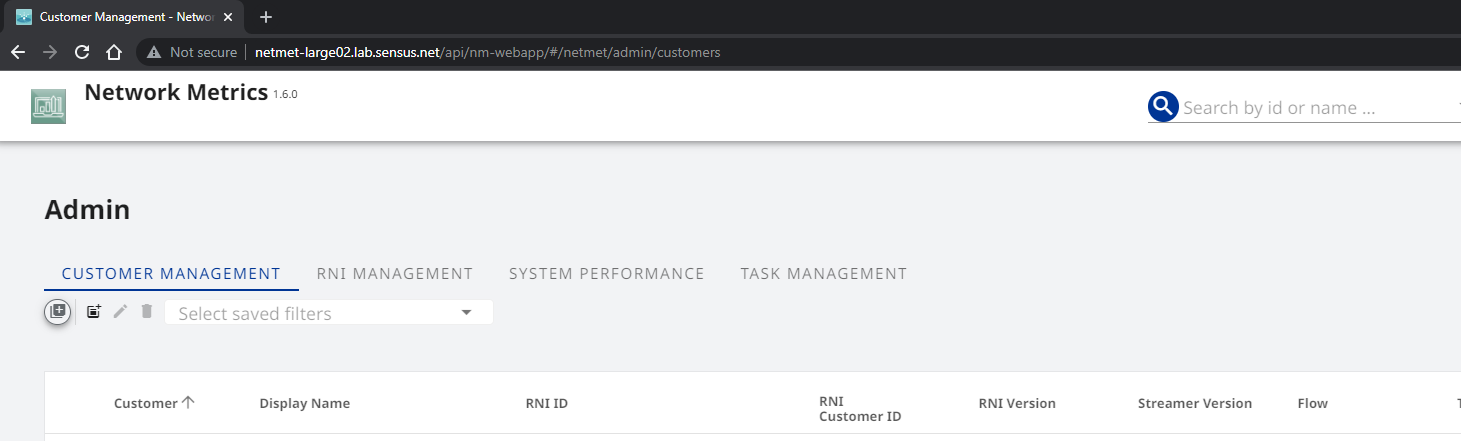 Customer Management - Netwo
Not secure
netmet-large02.lab.sensus.net/api/nm-webapp/#/netmet/admin/customers
Network Metrics 1.6.0
Search by id or name ...
Admin
CUSTOMER MANAGEMENT
RNI MANAGEMENT
SYSTEM PERFORMANCE
TASK MANAGEMENT
Select saved filters
Customer
Display Name
RNI ID
RNI
Customer ID
RNI Version
Streamer Version
Flow